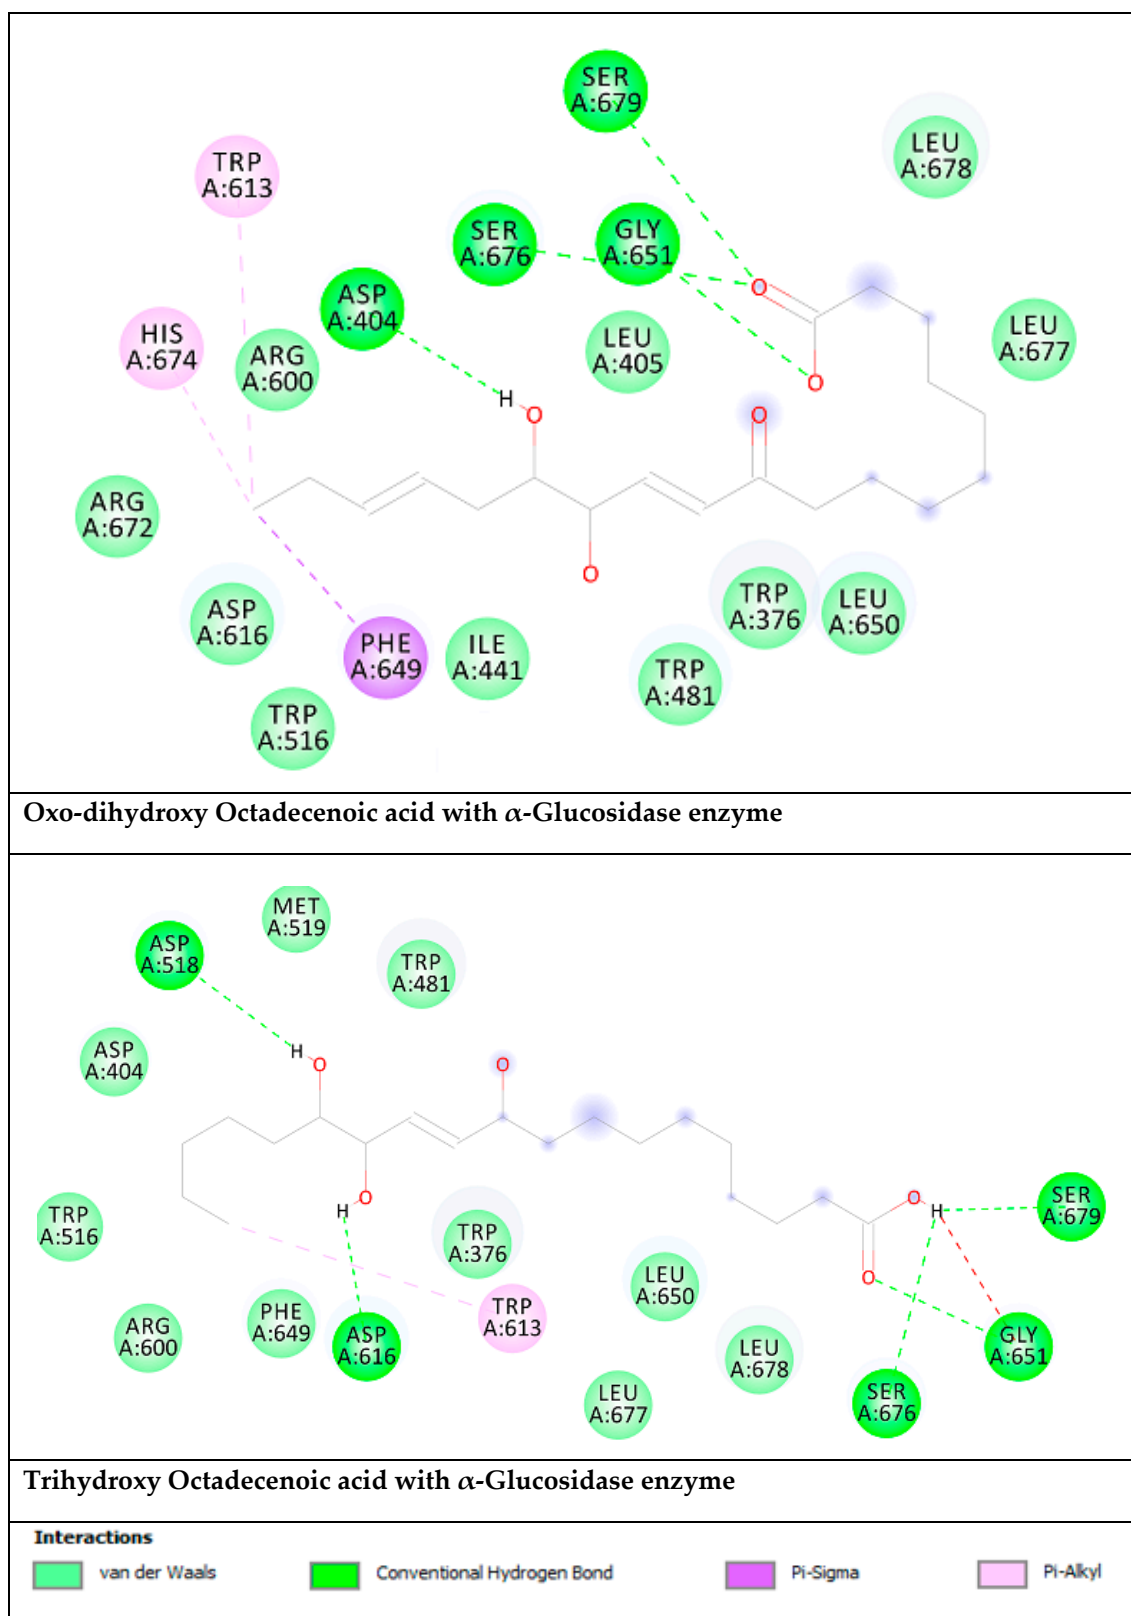 SER
A:679
LEU
A:678
TRP
A:613
SER
A:676
GLY
A:651
ASP
A:404
HIS
A:674
ARG
A:600
LEU
A:405
LEU
A:677
H
O
O
O
O
O
ARG
A:672
ASP
A:616
PHE
A:649
ILE
A:441
TRP
A:376
LEU
A:650
TRP
A:481
TRP
A:516
Oxo-dihydroxy Octadecenoic acid with α-Glucosidase enzyme
MET
A:519
ASP
A:518
TRP
A:481
ASP
A:404
H
O
O
TRP
A:516
H
O
TRP
A:376
O
H
O
SER
A:679
LEU
A:650
ARG
A:600
PHE
A:649
ASP
A:616
TRP
A:613
LEU
A:678
GLY
A:651
LEU
A:677
SER
A:676
Trihydroxy Octadecenoic acid with α-Glucosidase enzyme
Interactions
van der Waals
Conventional Hydrogen Bond
Pi-Sigma
Pi-Alkyl